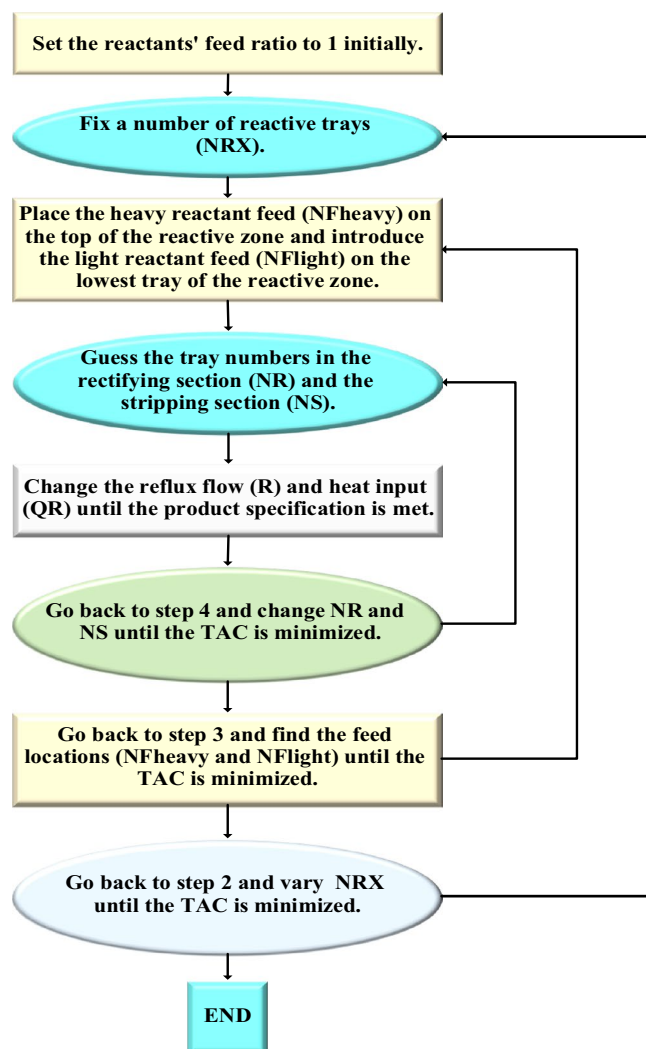 Set the reactants' feed ratio to 1 initially.
Fix a number of reactive trays
(NRX).
Place the heavy reactant feed (NFheavy) on
the top of the reactive zone and introduce
the light reactant feed (NFlight) on the
lowest tray of the reactive zone.
Guess the tray numbers in the
rectifying section (NR) and the
stripping section (NS).
Change the reflux flow (R) and heat input
(QR) until the product specification is met.
Go back to step 4 and change NR and
NS until the TAC is minimized.
Go back to step 3 and find the feed
locations (NFheavy and NFlight) until the
TAC is minimized.
Go back to step 2 and vary NRX
until the TAC is minimized.
END